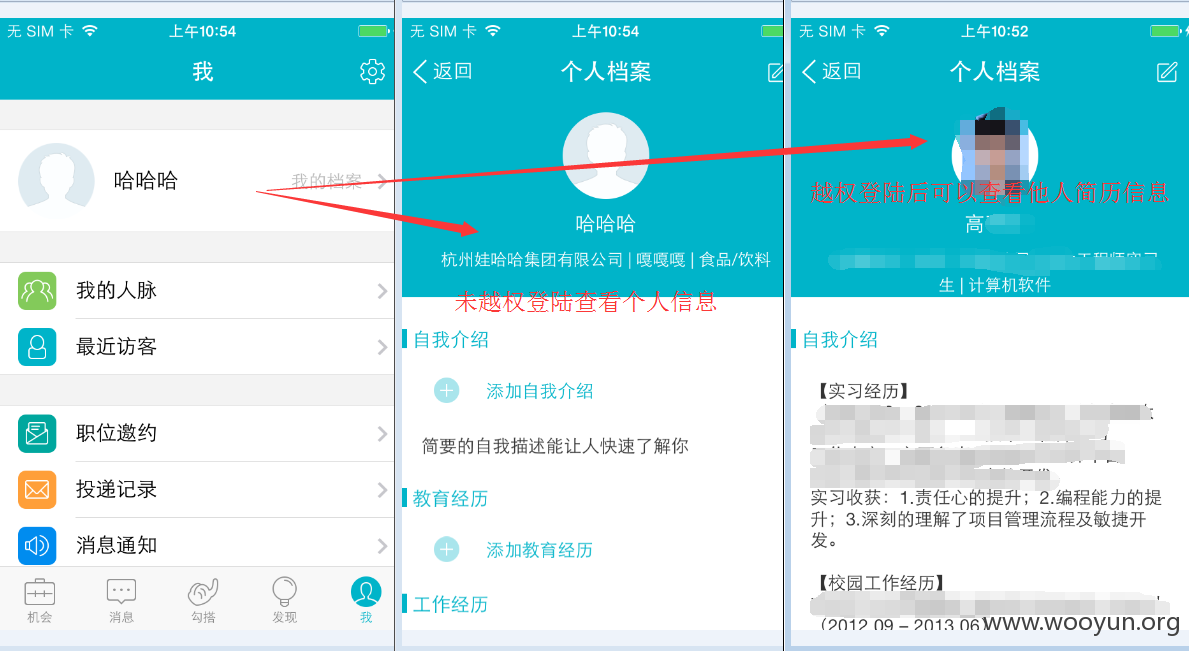 无 SIM 卡 上午10:54
我
哈哈哈 我的档案
我的人脉
最近访客
职位邀约
投递记录
消息通知
机会 消息 勾搭 发现 我
无 SIM 卡 上午10:54
返回 个人档案
哈哈哈
杭州娃哈哈集团有限公司 | 嘎嘎嘎 | 食品/饮料
未越权登陆查看个人信息
自我介绍
添加自我介绍
简要的自我描述能让人快速了解你
教育经历
添加教育经历
工作经历
无 SIM 卡 上午10:52
返回 个人档案
越权登陆后可以查看他人简历信息
高
生 | 计算机软件
自我介绍
【实习经历】
实习收获：1.责任心的提升；2.编程能力的提
升；3.深刻的理解了项目管理流程及敏捷开
发。
【校园工作经历】
（2012.09 – 2013.06）
www.wooyun.org